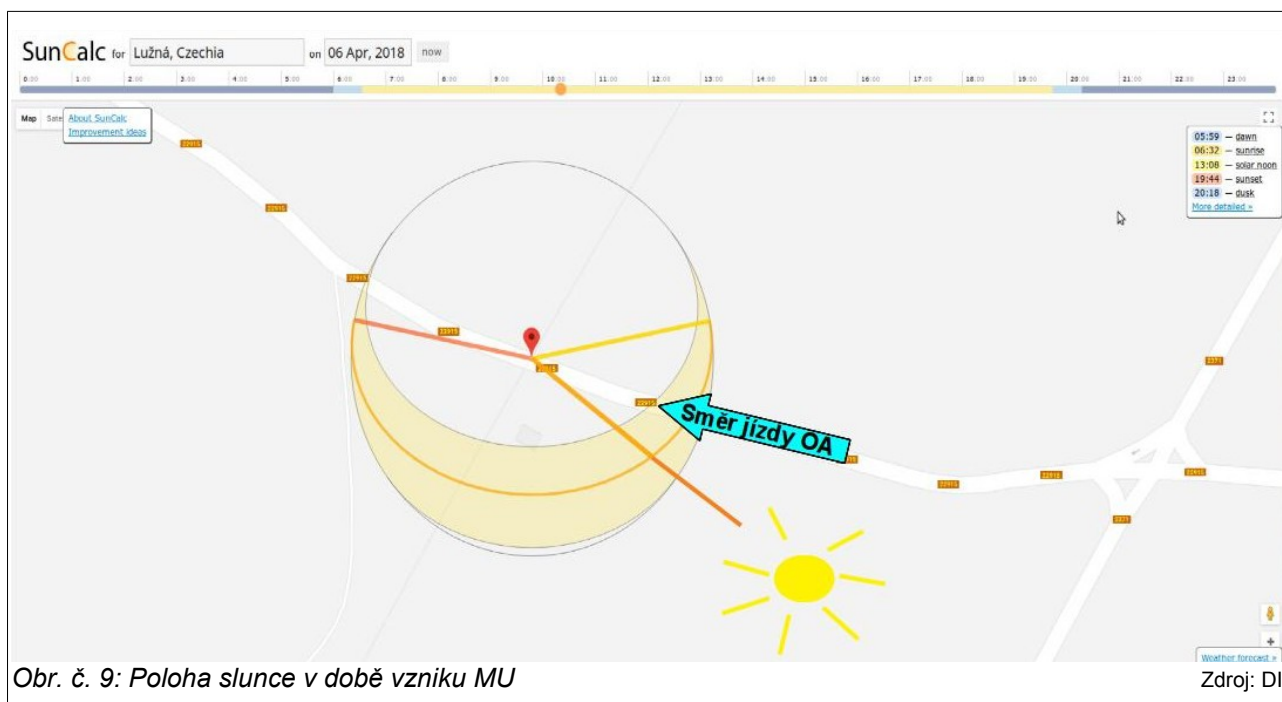 SunCalc for Lužná, Czechia on 06 Apr, 2018 now
0:00 1:00 2:00 3:00 4:00 5:00 6:00 7:00 8:00 9:00 10:00 11:00 12:00 13:00 14:00 15:00 16:00 17:00 18:00 19:00 20:00 21:00 22:00 23:00
Map Sate
About SunCalc
Improvement ideas
05:59 — dawn
06:32 — sunrise
13:08 — solar noon
19:44 — sunset
20:18 — dusk
More detailed »
22915
22915
22915
22915
22915
22915
Směr jízdy OA
22915
22915
22915
2371
2371
Weather forecast »
Obr. č. 9: Poloha slunce v době vzniku MU
Zdroj: DI